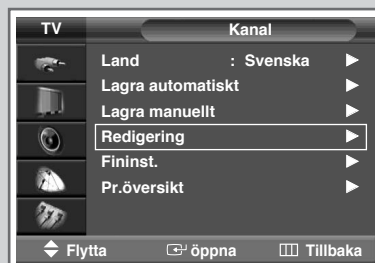 TV Kanal
Land : Svenska
Lagra automatiskt
Lagra manuellt
Redigering
Fininst.
Pr.översikt
Flytta öppna Tillbaka